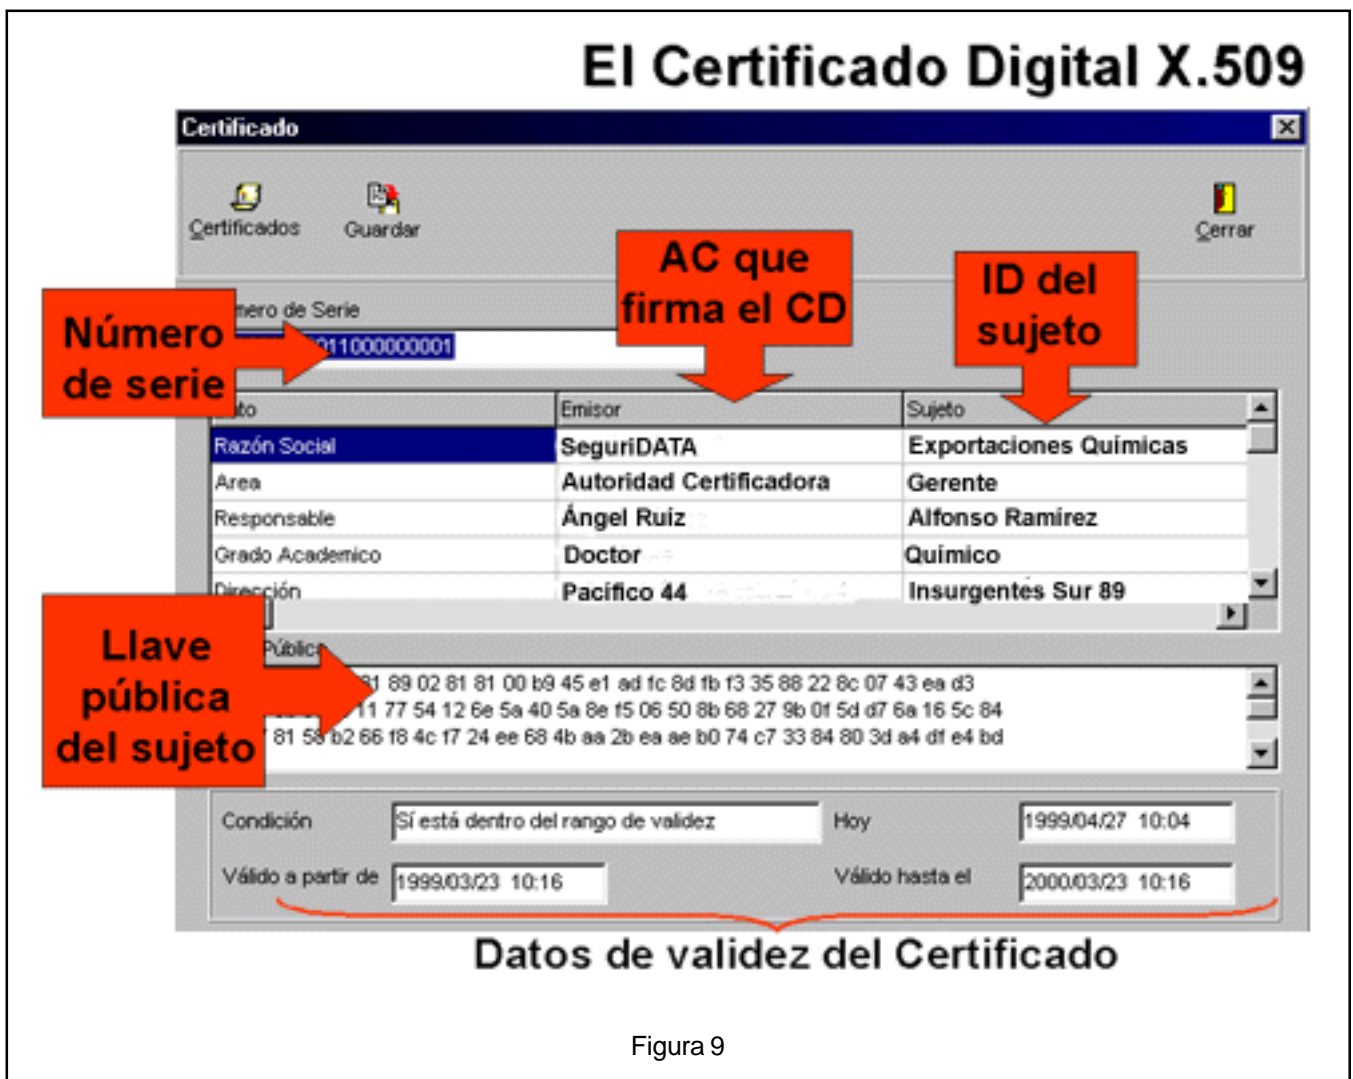 El Certificado Digital X.509
Certificado
Certificados Guardar Cerrar
AC que
firma el CD
ID del
sujeto
Número
de serie
mero de Serie
011000000001
Emisor Sujeto
Razón Social SeguriDATA Exportaciones Químicas
Area Autoridad Certificadora Gerente
Responsable Ángel Ruíz Alfonso Ramírez
Grado Academico Doctor Químico
Dirección Pacífico 44 Insurgentes Sur 89
Llave
pública
del sujeto
Pública
81 89 02 81 81 00 b9 45 e1 ad fc 8d fb f3 35 88 22 8c 07 43 ea d3
11 77 54 12 6e 5a 40 5a 8e f5 06 50 8b 68 27 9b 0f 5d d7 6a 16 5c 84
81 58 b2 66 f8 4c f7 24 ee 68 4b aa 2b ea ae b0 74 c7 33 84 80 3d a4 df e4 bd
Condición Sí está dentro del rango de validez Hoy 1999/04/27 10:04
Válido a partir de 1999/03/23 10:16 Válido hasta el 2000/03/23 10:16
Datos de validez del Certificado
Figura 9